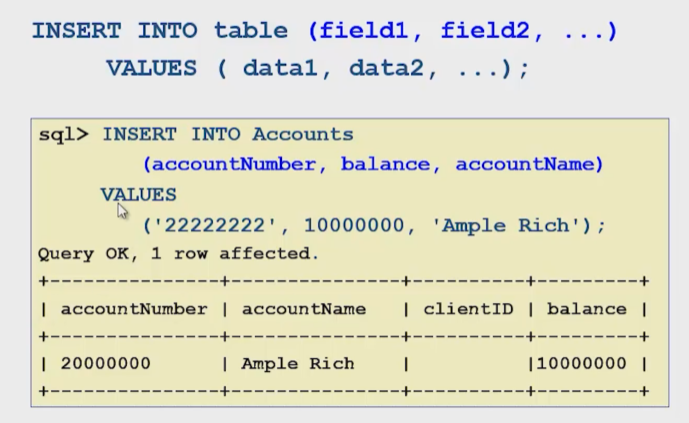 INSERT INTO table (field1, field2, ...)
VALUES ( data1, data2, ...);
sql> INSERT INTO Accounts
(accountNumber, balance, accountName)
VALUES
('22222222', 10000000, 'Ample Rich');
Query OK, 1 row affected.
+---------------+---------------+----------+---------+
| accountNumber | accountName | clientID | balance |
+---------------+---------------+----------+---------+
| 20000000 | Ample Rich | |10000000 |
+---------------+---------------+----------+---------+